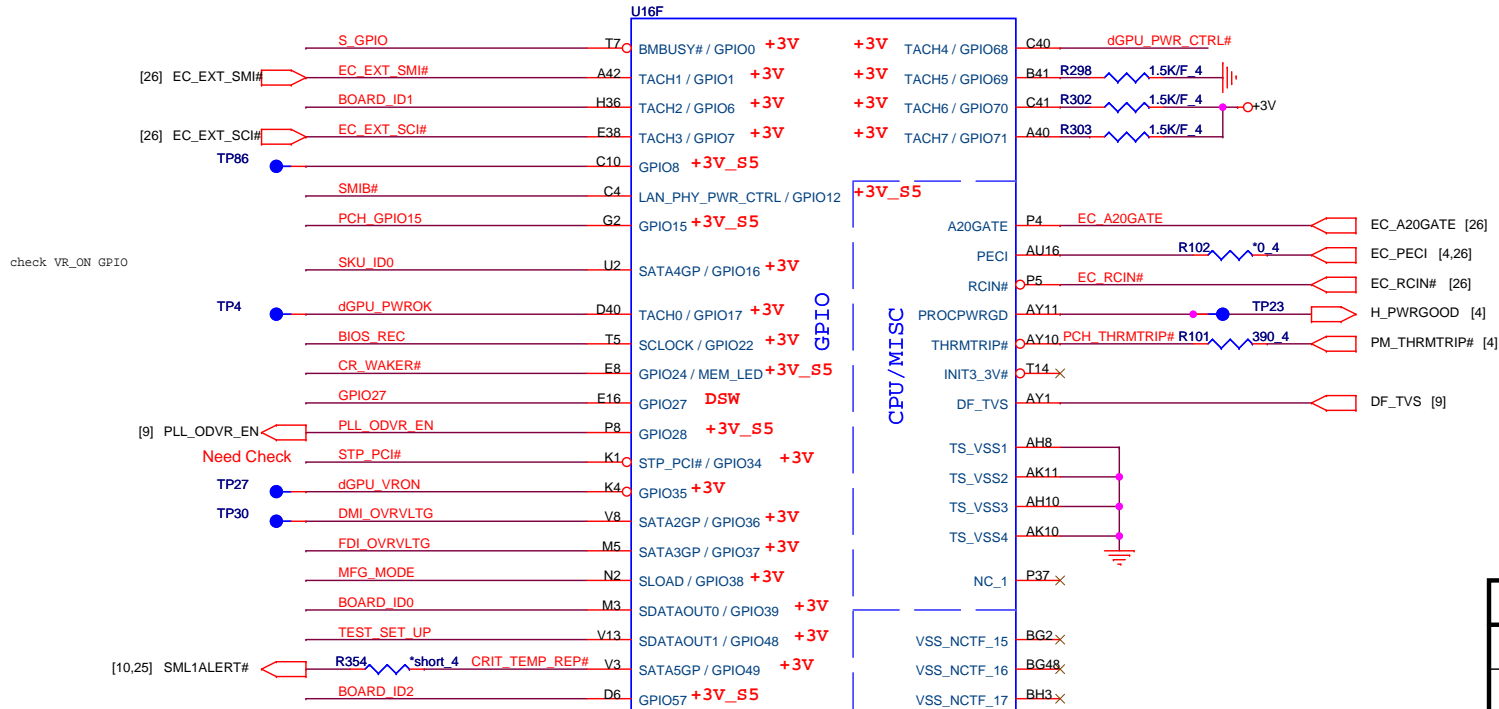 U16F
S_GPIO T7 BMBUSY# / GPIO0 +3V +3V TACH4 / GPIO68 C40 dGPU_PWR_CTRL#
[26] EC_EXT_SMI# EC_EXT_SMI# A42 TACH1 / GPIO1 +3V +3V TACH5 / GPIO69 B41 R298 1.5K/F_4
BOARD_ID1 H36 TACH2 / GPIO6 +3V +3V TACH6 / GPIO70 C41 R302 1.5K/F_4 +3V
[26] EC_EXT_SCI# EC_EXT_SCI# E38 TACH3 / GPIO7 +3V +3V TACH7 / GPIO71 A40 R303 1.5K/F_4
TP86 C10 GPIO8 +3V_S5
SMIB# C4 LAN_PHY_PWR_CTRL / GPIO12 +3V_S5
PCH_GPIO15 G2 GPIO15 +3V_S5 A20GATE P4 EC_A20GATE EC_A20GATE [26]
PECI AU16 R102 *0_4 EC_PECI [4,26]
check VR_ON GPIO
SKU_ID0 U2 SATA4GP / GPIO16 +3V
RCIN# P5 EC_RCIN# EC_RCIN# [26]
TP4 dGPU_PWROK D40 TACH0 / GPIO17 +3V PROCPWRGD AY11 TP23 H_PWRGOOD [4]
BIOS_REC T5 SCLOCK / GPIO22 +3V THRMTRIP# AY10 PCH_THRMTRIP# R101 390_4 PM_THRMTRIP# [4]
GPIO
CPU/MISC
CR_WAKER# E8 GPIO24 / MEM_LED +3V_S5 INIT3_3V# T14
GPIO27 E16 GPIO27 DSW DF_TVS AY1 DF_TVS [9]
[9] PLL_ODVR_EN PLL_ODVR_EN P8 GPIO28 +3V_S5
TS_VSS1 AH8
Need Check STP_PCI# K1 STP_PCI# / GPIO34 +3V
TS_VSS2 AK11
TP27 dGPU_VRON K4 GPIO35 +3V
TS_VSS3 AH10
TP30 DMI_OVRVLTG V8 SATA2GP / GPIO36 +3V
TS_VSS4 AK10
FDI_OVRVLTG M5 SATA3GP / GPIO37 +3V
MFG_MODE N2 SLOAD / GPIO38 +3V NC_1 P37
BOARD_ID0 M3 SDATAOUT0 / GPIO39 +3V
TEST_SET_UP V13 SDATAOUT1 / GPIO48 +3V VSS_NCTF_15 BG2
[10,25] SML1ALERT# R354 *short_4 CRIT_TEMP_REP# V3 SATA5GP / GPIO49 +3V VSS_NCTF_16 BG48
BOARD_ID2 D6 GPIO57 +3V_S5 VSS_NCTF_17 BH3